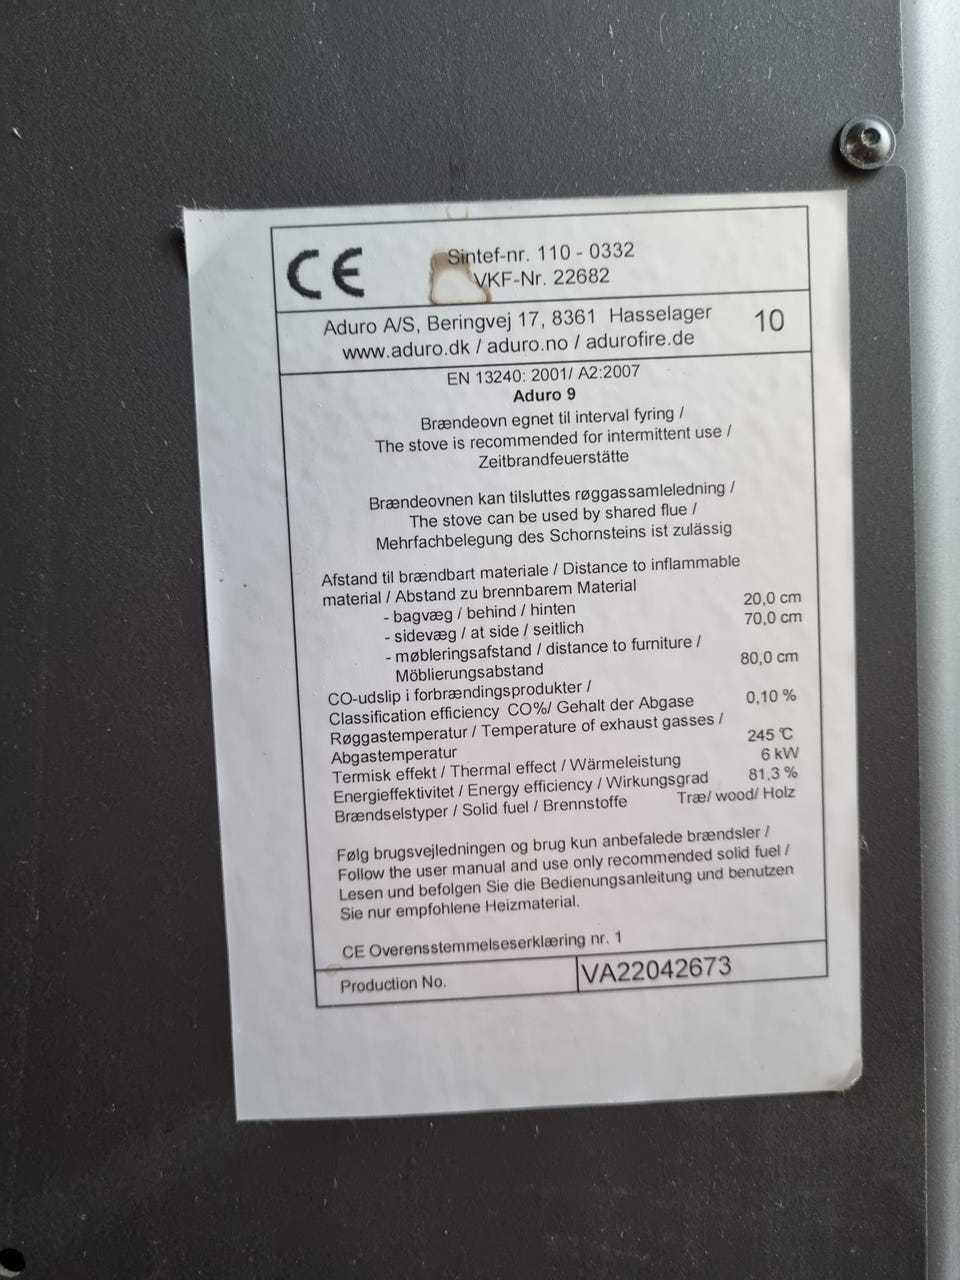 CE
Sintef-nr. 110 - 0332
VKF-Nr. 22682
Aduro A/S, Beringvej 17, 8361 Hasselager
www.aduro.dk / aduro.no / adurofire.de
10
EN 13240: 2001/ A2:2007
Aduro 9
Brændeovn egnet til interval fyring /
The stove is recommended for intermittent use /
Zeitbrandfeuerstätte
Brændeovnen kan tilsluttes røggassamleledning /
The stove can be used by shared flue /
Mehrfachbelegung des Schornsteins ist zulässig
Afstand til brændbart materiale / Distance to inflammable
material / Abstand zu brennbarem Material
- bagvæg / behind / hinten 20,0 cm
- sidevæg / at side / seitlich 70,0 cm
- møbleringsafstand / distance to furniture /
Möblierungsabstand 80,0 cm
CO-udslip i forbrændingsprodukter /
Classification efficiency CO%/ Gehalt der Abgase 0,10 %
Røggastemperatur / Temperature of exhaust gasses /
Abgastemperatur 245 °C
Termisk effekt / Thermal effect / Wärmeleistung 6 kW
Energieffektivitet / Energy efficiency / Wirkungsgrad 81,3 %
Brændselstyper / Solid fuel / Brennstoffe Træ/ wood/ Holz
Følg brugsvejledningen og brug kun anbefalede brændsler /
Follow the user manual and use only recommended solid fuel /
Lesen und befolgen Sie die Bedienungsanleitung und benutzen
Sie nur empfohlene Heizmaterial.
CE Overensstemmelseserklæring nr. 1
Production No. VA22042673